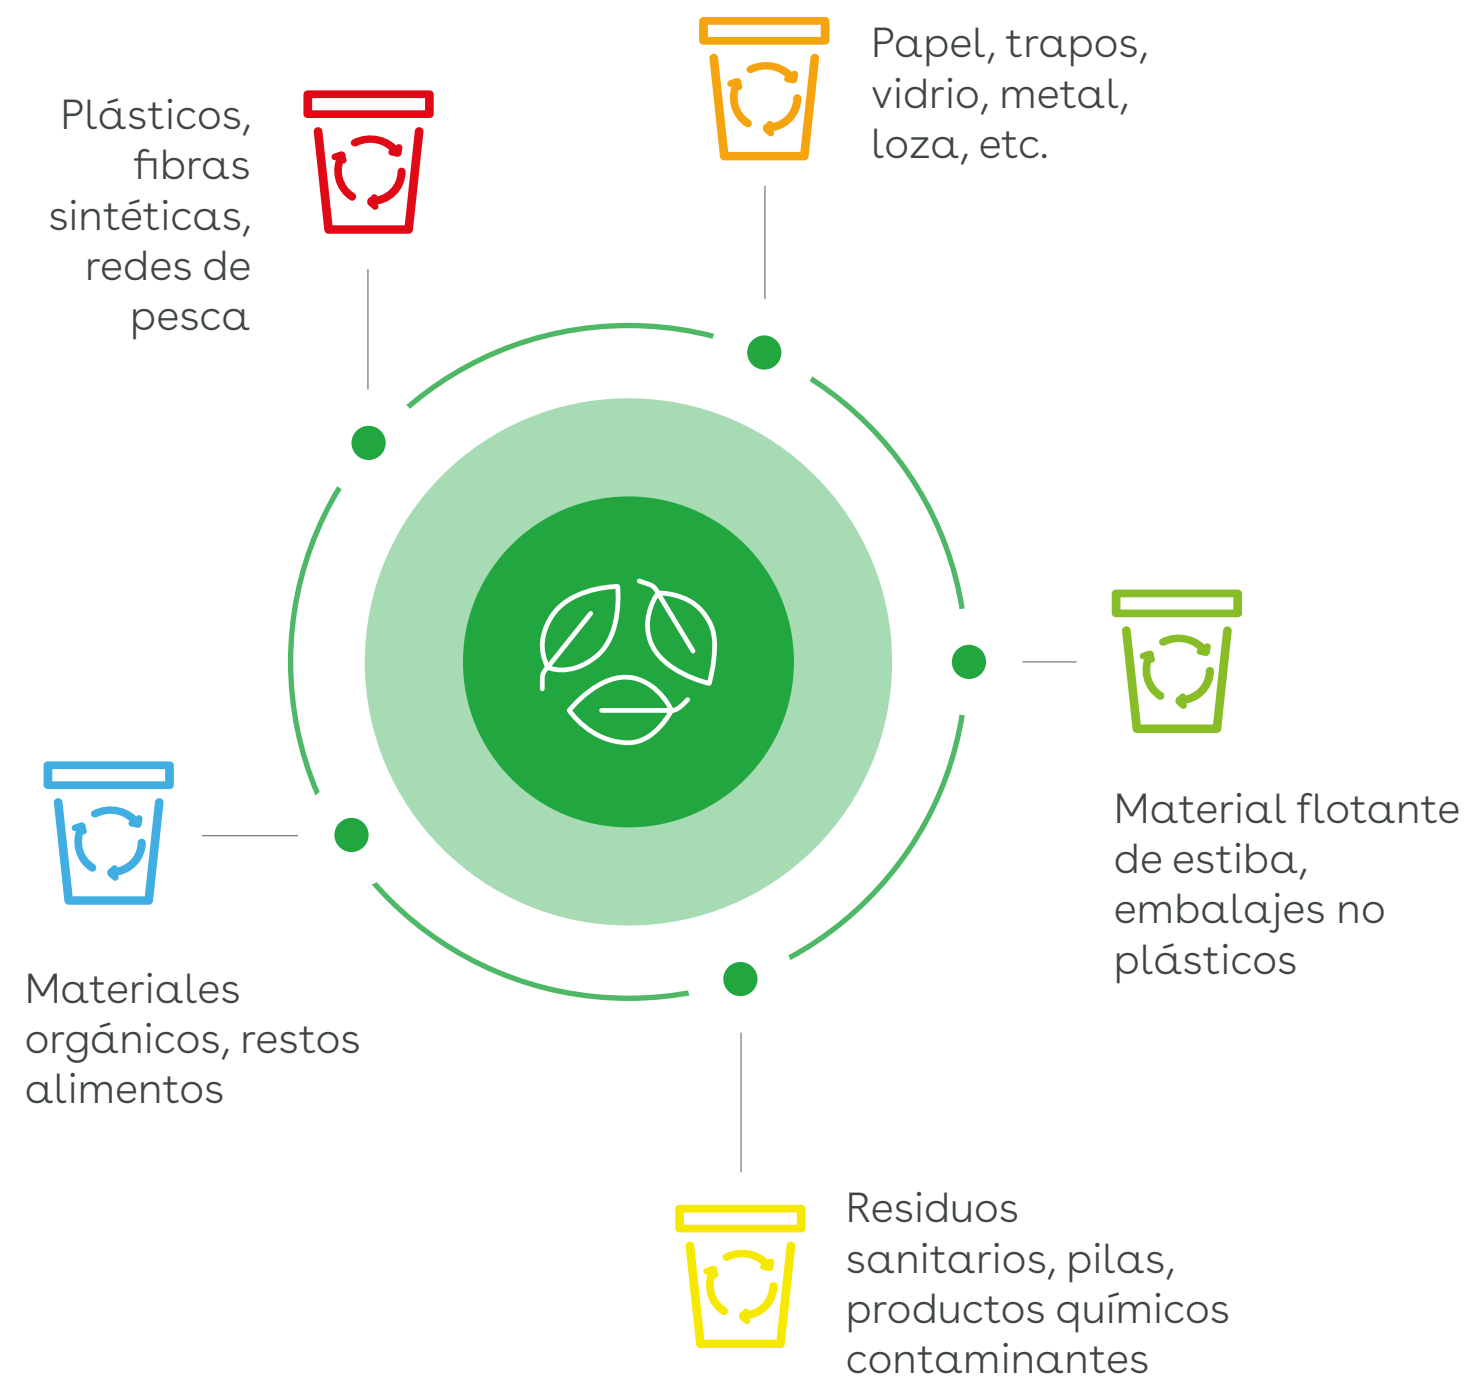 Plásticos,
fibras
sintéticas,
redes de
pesca
Papel, trapos,
vidrio, metal,
loza, etc.
Material flotante
de estiba,
embalajes no
plásticos
Materiales
orgánicos, restos
alimentos
Residuos
sanitarios, pilas,
productos químicos
contaminantes